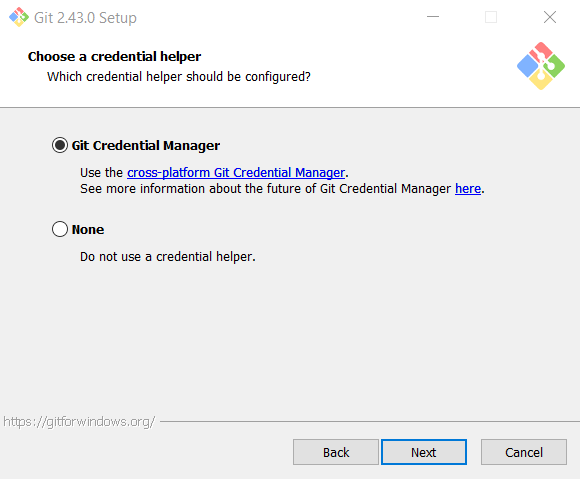 Git 2.43.0 Setup
Choose a credential helper
Which credential helper should be configured?
Git Credential Manager
Use the cross-platform Git Credential Manager.
See more information about the future of Git Credential Manager here.
None
Do not use a credential helper.
https://gitforwindows.org/
Back Next Cancel